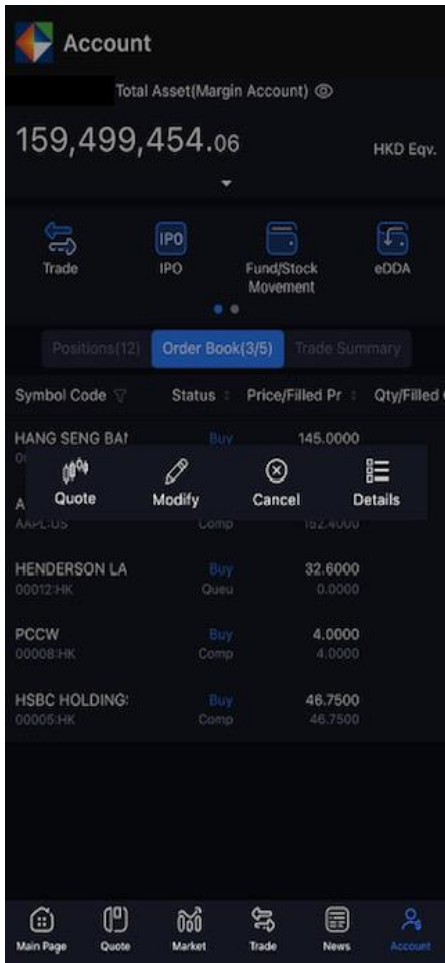 Account
Total Asset(Margin Account)
159,499,454.06
HKD Eqv.
Trade
IPO
IPO
Fund/Stock
Movement
eDDA
Positions(12)
Order Book(3/5)
Trade Summary
Symbol Code Status Price/Filled Pr Qty/Filled
HANG SENG BAI Buy 145.0000
Quote Modify Cancel Details
AAPL:US Comp 152.4000
HENDERSON LA Buy 32.6000
00012:HK Queu 0.0000
PCCW Buy 4.0000
00008:HK Comp 4.0000
HSBC HOLDING: Buy 46.7500
00005:HK Comp 46.7500
Main Page Quote Market Trade News Account